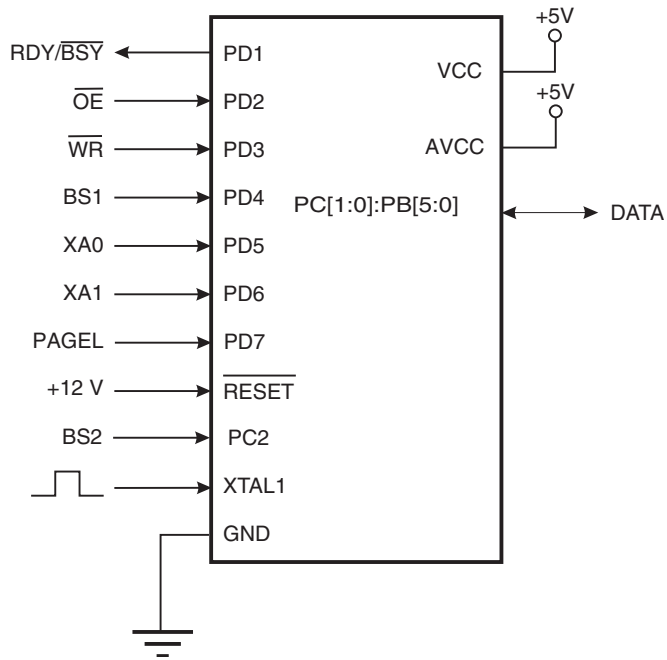 +5V
RDY/BSY
PD1
VCC
OE
PD2
+5V
WR
PD3
AVCC
BS1
PD4
PC[1:0]:PB[5:0]
DATA
XA0
PD5
XA1
PD6
PAGEL
PD7
+12 V
RESET
BS2
PC2
XTAL1
GND